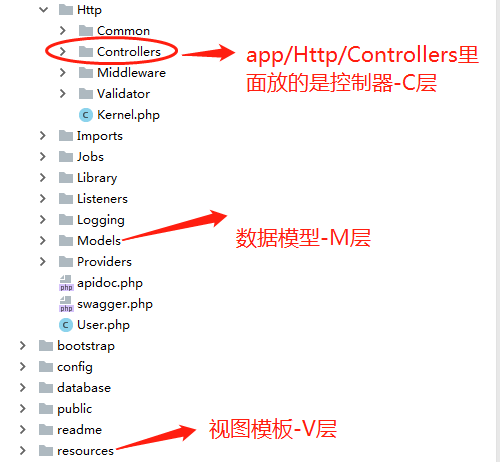 Http
Common
Controllers
app/Http/Controllers里
面放的是控制器-C层
Middleware
Validator
Kernel.php
Imports
Jobs
Library
Listeners
Logging
Models
数据模型-M层
Providers
apidoc.php
swagger.php
User.php
bootstrap
config
database
public
readme
视图模板-V层
resources